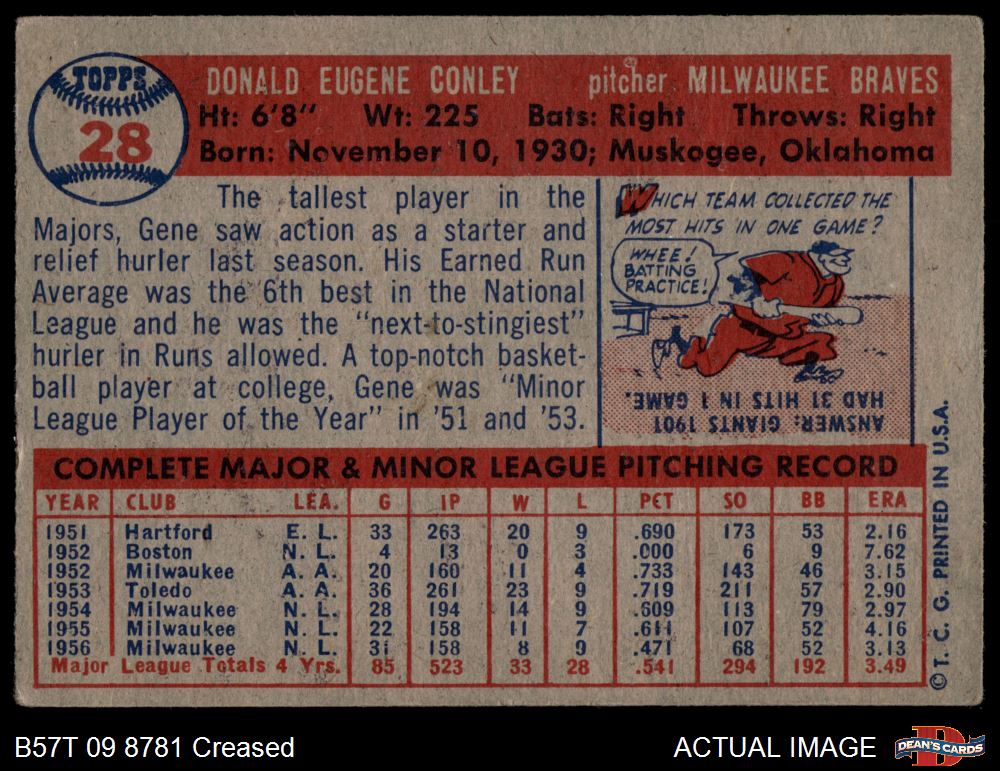 TOPPS
28
DONALD EUGENE CONLEY pitcher MILWAUKEE BRAVES
Ht: 6'8" Wt: 225 Bats: Right Throws: Right
Born: November 10, 1930; Muskogee, Oklahoma
The tallest player in the
Majors, Gene saw action as a starter and
relief hurler last season. His Earned Run
Average was the 6th best in the National
League and he was the "next-to-stingiest"
hurler in Runs allowed. A top-notch basket-
ball player at college, Gene was "Minor
League Player of the Year" in '51 and '53.
WHICH TEAM COLLECTED THE
MOST HITS IN ONE GAME?
WHEE!
BATTING
PRACTICE!
ANSWER: GIANTS 1901
HAD 31 HITS IN 1 GAME.
COMPLETE MAJOR & MINOR LEAGUE PITCHING RECORD
YEAR CLUB LEA. G IP W L PCT SO BB ERA
1951 Hartford E. L. 33 263 20 9 .690 173 53 2.16
1952 Boston N. L. 4 13 0 3 .000 6 9 7.62
1952 Milwaukee A. A. 20 160 11 4 .733 143 46 3.15
1953 Toledo A. A. 36 261 23 9 .719 211 57 2.90
1954 Milwaukee N. L. 28 194 14 9 .609 113 79 2.97
1955 Milwaukee N. L. 22 158 11 7 .611 107 52 4.16
1956 Milwaukee N. L. 31 158 8 9 .471 68 52 3.13
Major League Totals 4 Yrs. 85 523 33 28 .541 294 192 3.49
© T. C. G. PRINTED IN U.S.A.
B57T 09 8781 Creased
ACTUAL IMAGE
DEAN'S CARDS